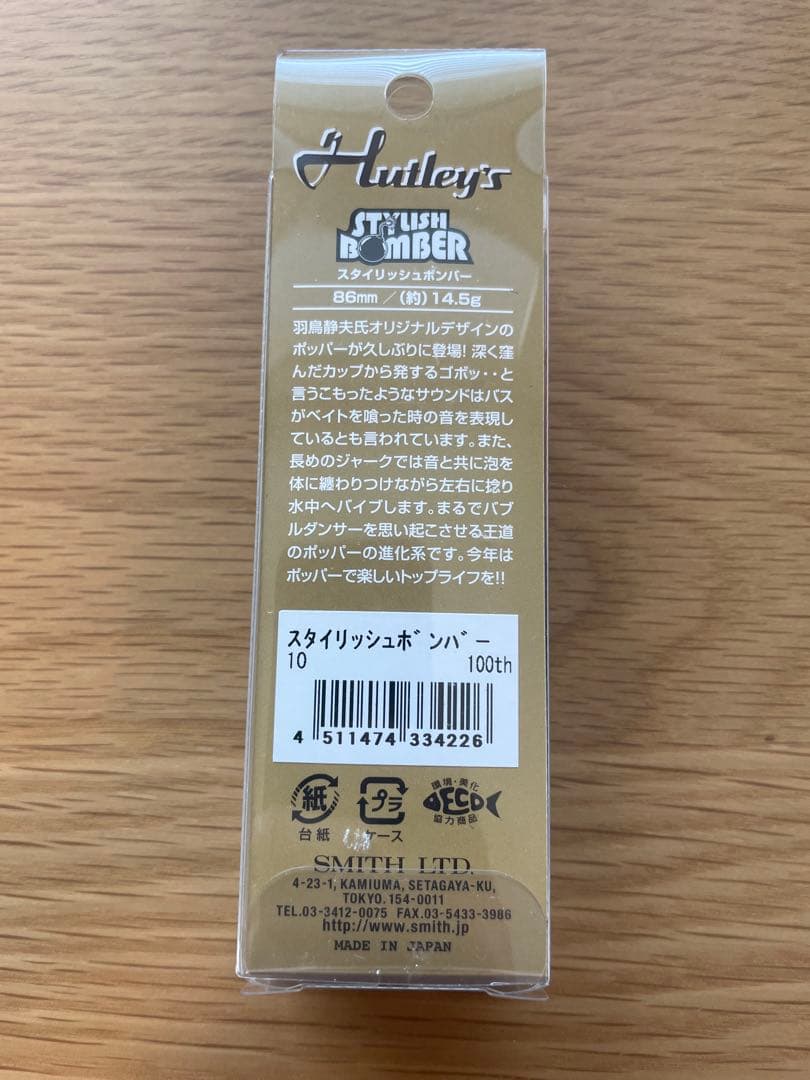 Hutley's
STYLISH
BOMBER
スタイリッシュボンバー
86mm／(約)14.5g
羽鳥静夫氏オリジナルデザインの
ポッパーが久しぶりに登場! 深く窪
んだカップから発するゴボッ・・と
言うこもったようなサウンドはバス
がベイトを喰った時の音を表現し
ているとも言われています。また、
長めのジャークでは音と共に泡を
体に纏わりつけながら左右に捻り
水中へバイブします。まるでバブ
ルダンサーを思い起こさせる王道
のポッパーの進化系です。今年は
ポッパーで楽しいトップライフを!!
スタイリッシュボンバー
10 100th
4 511474 334226
紙 プラ 環境・美化
ECO
台紙 ケース 協力商品
SMITH LTD.
4-23-1, KAMIUMA, SETAGAYA-KU,
TOKYO. 154-0011
TEL.03-3412-0075 FAX.03-5433-3986
http://www.smith.jp
MADE IN JAPAN